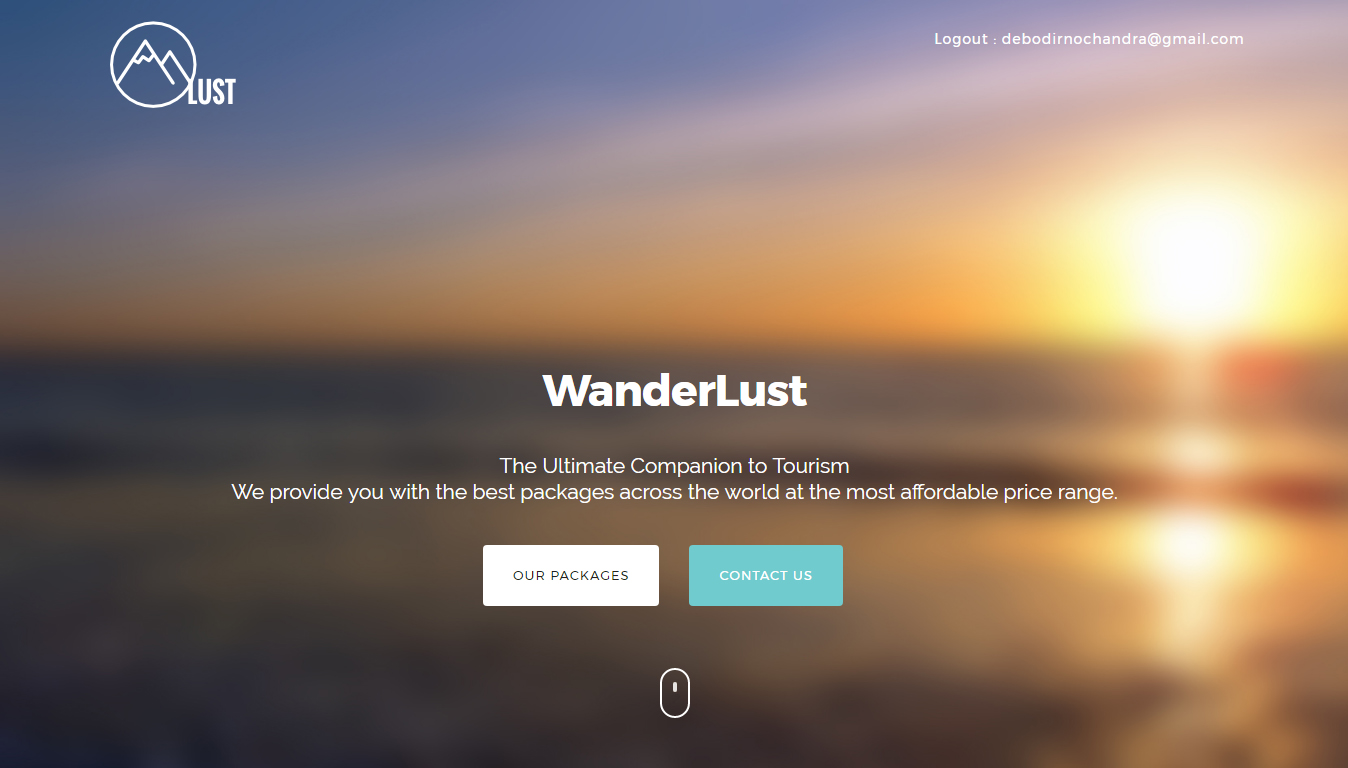 LUST
Logout : debodirnochandra@gmail.com
WanderLust
The Ultimate Companion to Tourism
We provide you with the best packages across the world at the most affordable price range.
OUR PACKAGES
CONTACT US